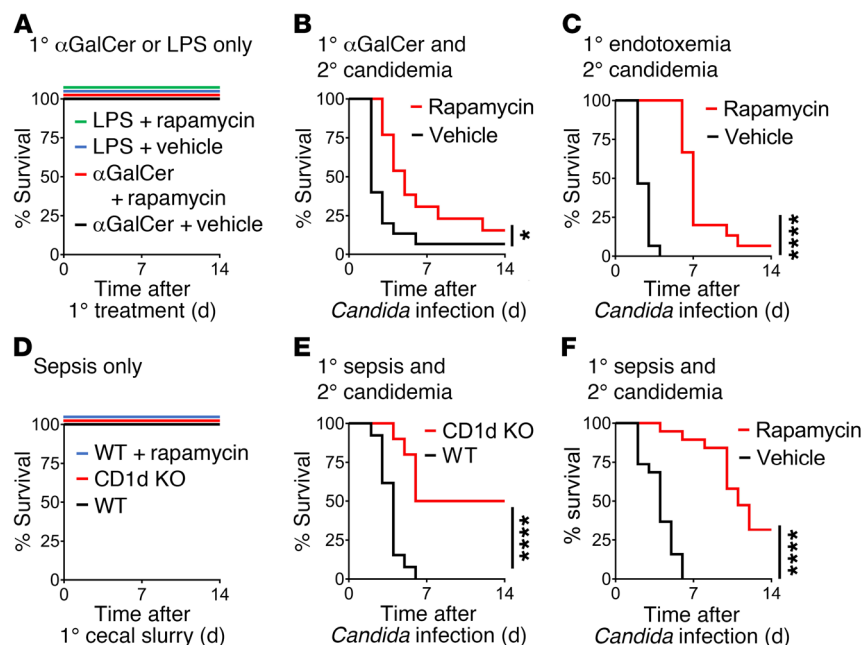 A
1° αGalCer or LPS only
% Survival
100
75
50
25
0
LPS + rapamycin
LPS + vehicle
αGalCer
+ rapamycin
αGalCer + vehicle
0 7 14
Time after
1° treatment (d)
B
1° αGalCer and
2° candidemia
% Survival
100
75
50
25
0
Rapamycin
Vehicle
*
0 7 14
Time after
Candida infection (d)
C
1° endotoxemia
2° candidemia
% Survival
100
75
50
25
0
Rapamycin
Vehicle
****
0 7 14
Time after
Candida infection (d)
D
Sepsis only
% Survival
100
75
50
25
0
WT + rapamycin
CD1d KO
WT
0 7 14
Time after
1° cecal slurry (d)
E
1° sepsis and
2° candidemia
% Survival
100
75
50
25
0
CD1d KO
WT
****
0 7 14
Time after
Candida infection (d)
F
1° sepsis and
2° candidemia
% survival
100
75
50
25
0
Rapamycin
Vehicle
****
0 7 14
Time after
Candida infection (d)